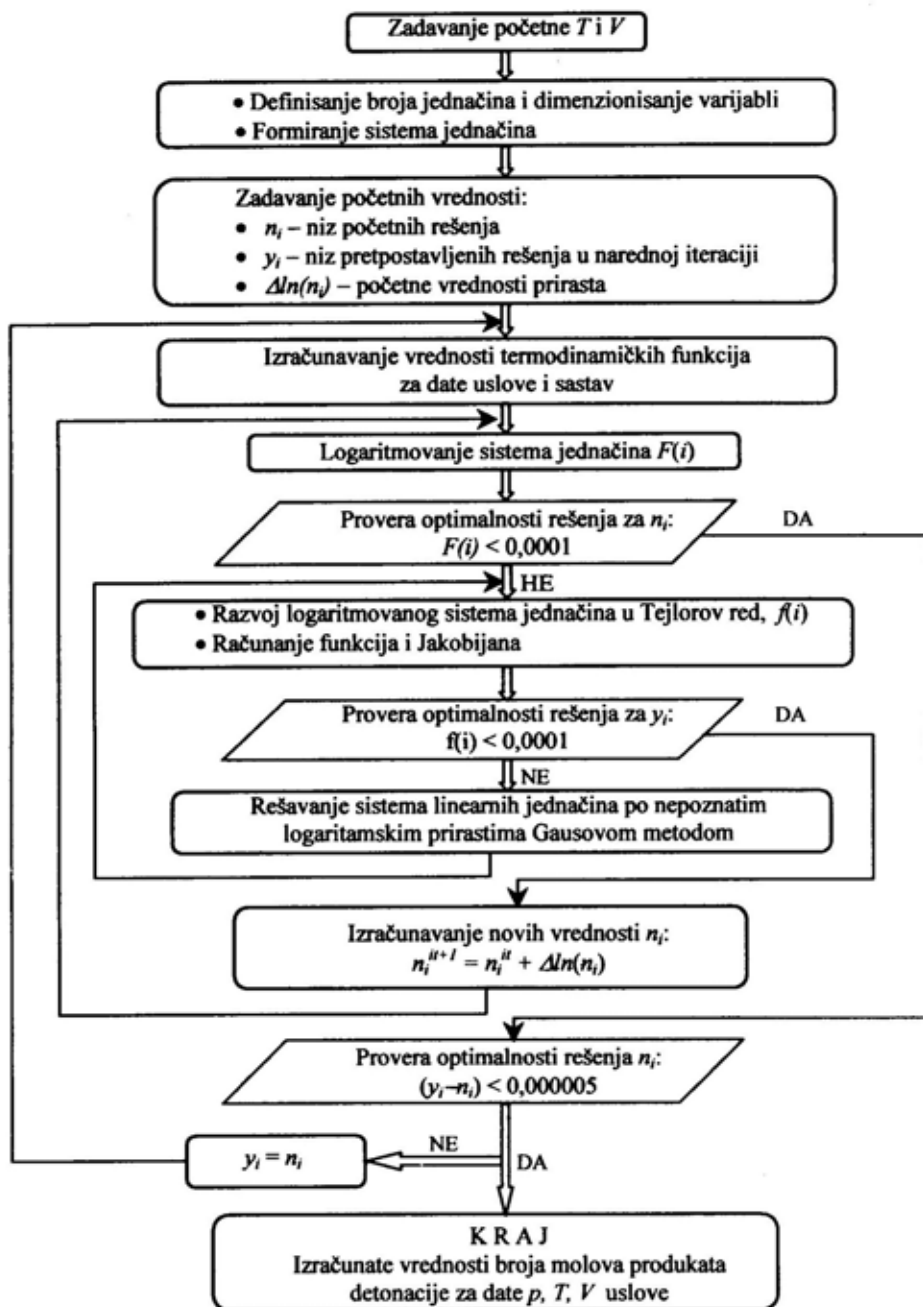 Zadavanje početne T i V
• Definisanje broja jednačina i dimenzionisanje varijabli
• Formiranje sistema jednačina
Zadavanje početnih vrednosti:
• nᵢ – niz početnih rešenja
• yᵢ – niz pretpostavljenih rešenja u narednoj iteraciji
• Δln(nᵢ) – početne vrednosti prirasta
Izračunavanje vrednosti termodinamičkih funkcija
za date uslove i sastav
Logaritmovanje sistema jednačina F(i)
Provera optimalnosti rešenja za nᵢ:
F(i) < 0,0001
DA
HE
• Razvoj logaritmovanog sistema jednačina u Tejlorov red, f(i)
• Računanje funkcija i Jakobijana
Provera optimalnosti rešenja za yᵢ:
f(i) < 0,0001
DA
NE
Rešavanje sistema linearnih jednačina po nepoznatim
logaritamskim prirastima Gausovom metodom
Izračunavanje novih vrednosti nᵢ:
nᵢ^(it+1) = nᵢ^(it) + Δln(nᵢ)
Provera optimalnosti rešenja nᵢ:
(yᵢ–nᵢ) < 0,000005
NE
yᵢ = nᵢ
DA
K R A J
Izračunate vrednosti broja molova produkata
detonacije za date p, T, V uslove